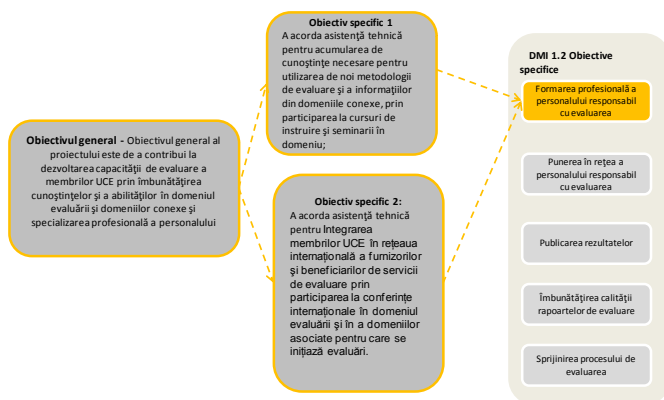 Obiectivul general - Obiectivul general al
proiectului este de a contribui la
dezvoltarea capacităţii de evaluare a
membrilor UCE prin îmbunătăţirea
cunoştinţelor şi a abilităţilor în domeniul
evaluării şi domeniilor conexe şi
specializarea profesională a personalului
Obiectiv specific 1
A acorda asistenţă tehnică
pentru acumularea de
cunoştinţe necesare pentru
utilizarea de noi metodologii
de evaluare şi a informaţiilor
din domeniile conexe, prin
participarea la cursuri de
instruire şi seminarii în
domeniu;
Obiectiv specific 2:
A acorda asistenţă tehnică
pentru Integrarea
membrilor UCE în rețeaua
internațională a furnizorilor
şi beneficiarilor de servicii
de evaluare prin
participarea la conferințe
internaționale în domeniul
evaluării şi în a domeniilor
asociate pentru care se
inițiază evaluări.
DMI 1.2 Obiective
specifice
Formarea profesională a
personalului responsabil
cu evaluarea
Punerea în reţea a
personalului responsabil
cu evaluarea
Publicarea rezultatelor
Îmbunătăţirea calităţii
rapoartelor de evaluare
Sprijinirea procesului de
evaluarea